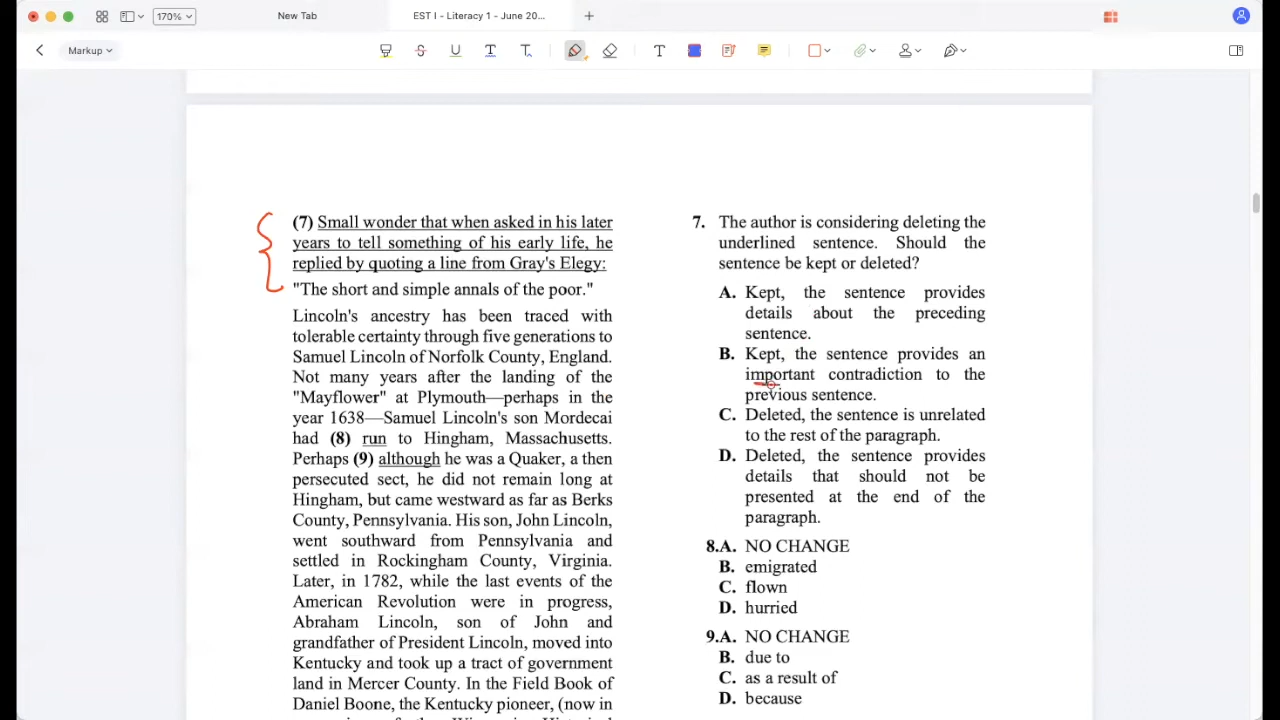 170%
New Tab
EST I - Literacy 1 - June 20...
Markup
(7) Small wonder that when asked in his later
years to tell something of his early life, he
replied by quoting a line from Gray's Elegy:
"The short and simple annals of the poor."
Lincoln's ancestry has been traced with
tolerable certainty through five generations to
Samuel Lincoln of Norfolk County, England.
Not many years after the landing of the
"Mayflower" at Plymouth—perhaps in the
year 1638—Samuel Lincoln's son Mordecai
had (8) run to Hingham, Massachusetts.
Perhaps (9) although he was a Quaker, a then
persecuted sect, he did not remain long at
Hingham, but came westward as far as Berks
County, Pennsylvania. His son, John Lincoln,
went southward from Pennsylvania and
settled in Rockingham County, Virginia.
Later, in 1782, while the last events of the
American Revolution were in progress,
Abraham Lincoln, son of John and
grandfather of President Lincoln, moved into
Kentucky and took up a tract of government
land in Mercer County. In the Field Book of
Daniel Boone, the Kentucky pioneer, (now in
7. The author is considering deleting the
underlined sentence. Should the
sentence be kept or deleted?
A. Kept, the sentence provides
details about the preceding
sentence.
B. Kept, the sentence provides an
important contradiction to the
previous sentence.
C. Deleted, the sentence is unrelated
to the rest of the paragraph.
D. Deleted, the sentence provides
details that should not be
presented at the end of the
paragraph.
8.A. NO CHANGE
B. emigrated
C. flown
D. hurried
9.A. NO CHANGE
B. due to
C. as a result of
D. because